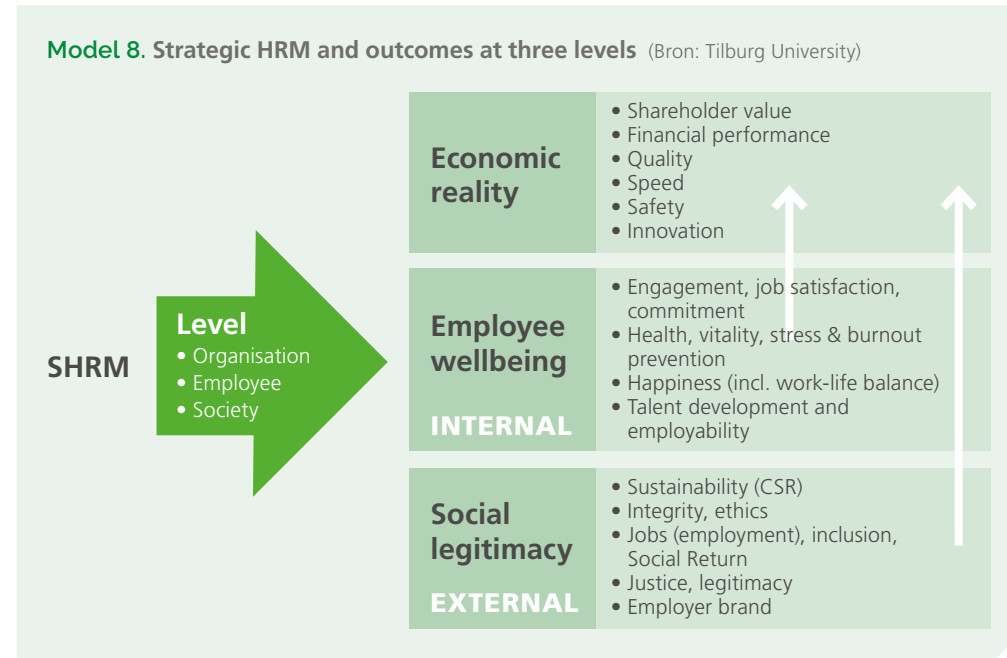 Model 8. Strategic HRM and outcomes at three levels (Bron: Tilburg University)
SHRM
Level
• Organisation
• Employee
• Society
Economic
reality
• Shareholder value
• Financial performance
• Quality
• Speed
• Safety
• Innovation
Employee
wellbeing
INTERNAL
• Engagement, job satisfaction,
commitment
• Health, vitality, stress & burnout
prevention
• Happiness (incl. work-life balance)
• Talent development and
employability
Social
legitimacy
EXTERNAL
• Sustainability (CSR)
• Integrity, ethics
• Jobs (employment), inclusion,
Social Return
• Justice, legitimacy
• Employer brand